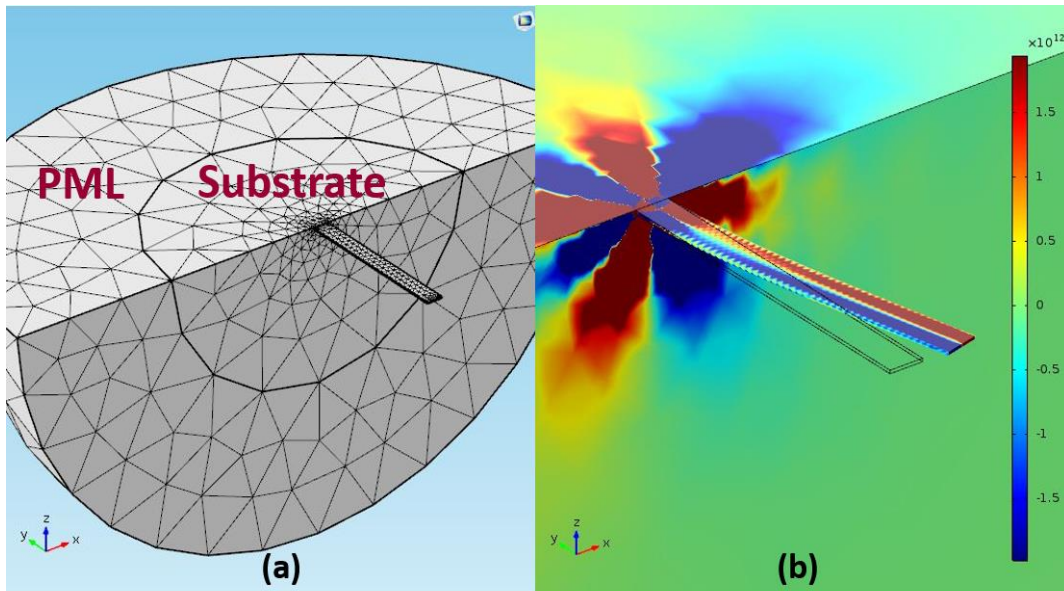 PML Substrate
z
y x
(a)
×10¹²
1.5
1
0.5
0
-0.5
-1
-1.5
z
y x
(b)